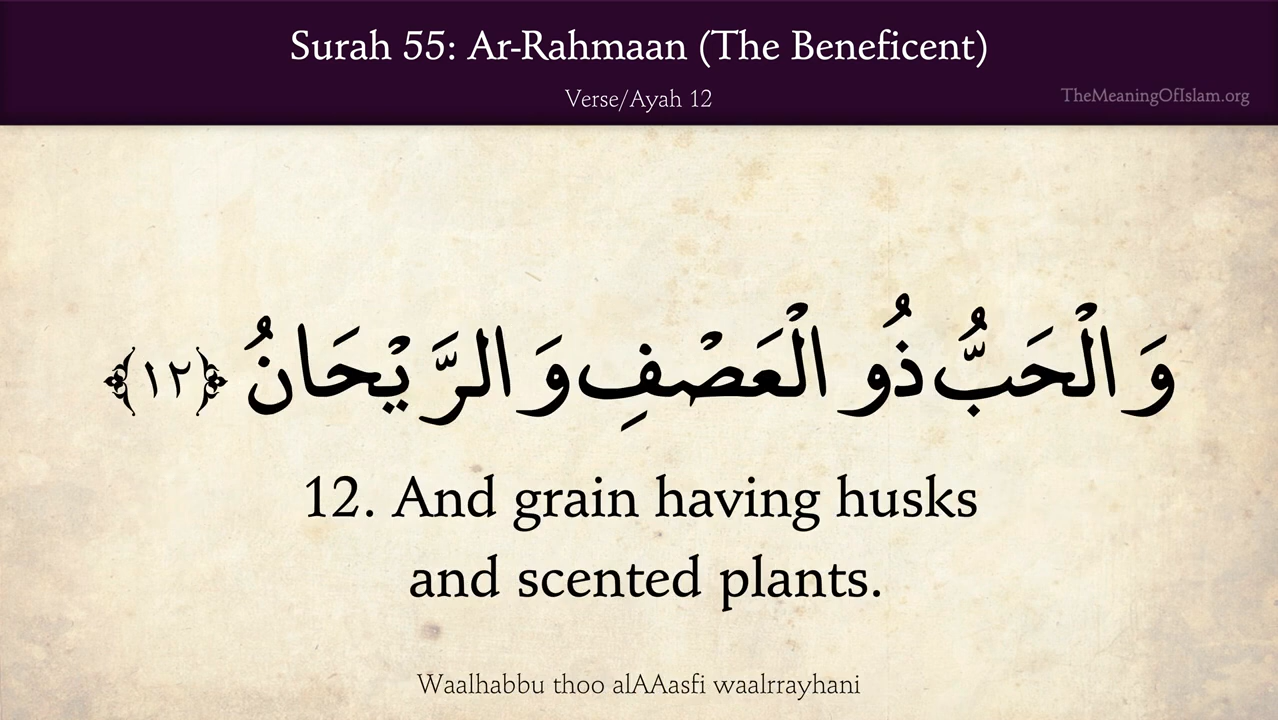 Surah 55: Ar-Rahmaan (The Beneficent)
Verse/Ayah 12
TheMeaningOfIslam.org
وَ الْحَبُّ ذُو الْعَصْفِ وَ الرَّيْحَانُ ﴿١٢﴾
12. And grain having husks
and scented plants.
Waalhabbu thoo alAAasfi waalrrayhani